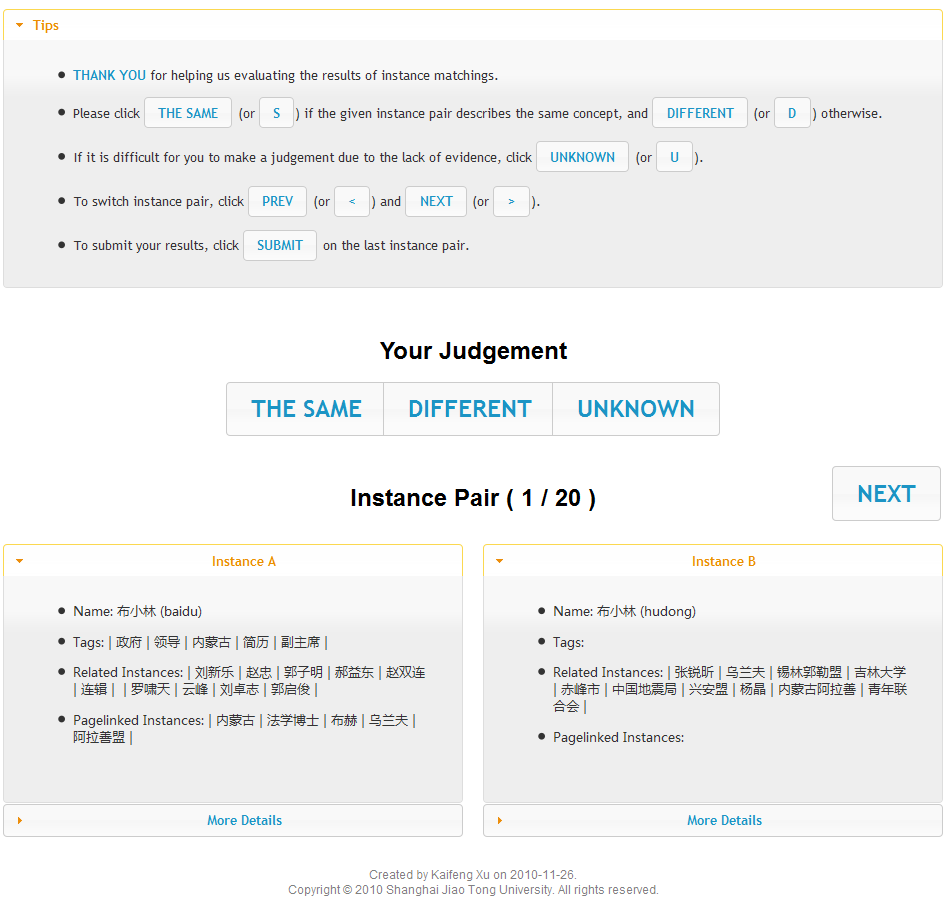 Tips
THANK YOU for helping us evaluating the results of instance matchings.
Please click THE SAME (or S ) if the given instance pair describes the same concept, and DIFFERENT (or D ) otherwise.
If it is difficult for you to make a judgement due to the lack of evidence, click UNKNOWN (or U ).
To switch instance pair, click PREV (or < ) and NEXT (or > ).
To submit your results, click SUBMIT on the last instance pair.
Your Judgement
THE SAME DIFFERENT UNKNOWN
Instance Pair ( 1 / 20 )
NEXT
Instance A
Name: 布小林 (baidu)
Tags: | 政府 | 领导 | 内蒙古 | 简历 | 副主席 |
Related Instances: | 刘新乐 | 赵忠 | 郭子明 | 郝益东 | 赵双连
| 连辑 | | 罗啸天 | 云峰 | 刘卓志 | 郭启俊 |
Pagelinked Instances: | 内蒙古 | 法学博士 | 布赫 | 乌兰夫 |
阿拉善盟 |
More Details
Instance B
Name: 布小林 (hudong)
Tags:
Related Instances: | 张锐昕 | 乌兰夫 | 锡林郭勒盟 | 吉林大学
| 赤峰市 | 中国地震局 | 兴安盟 | 杨晶 | 内蒙古阿拉善 | 青年联
合会 |
Pagelinked Instances:
More Details
Created by Kaifeng Xu on 2010-11-26.
Copyright © 2010 Shanghai Jiao Tong University. All rights reserved.